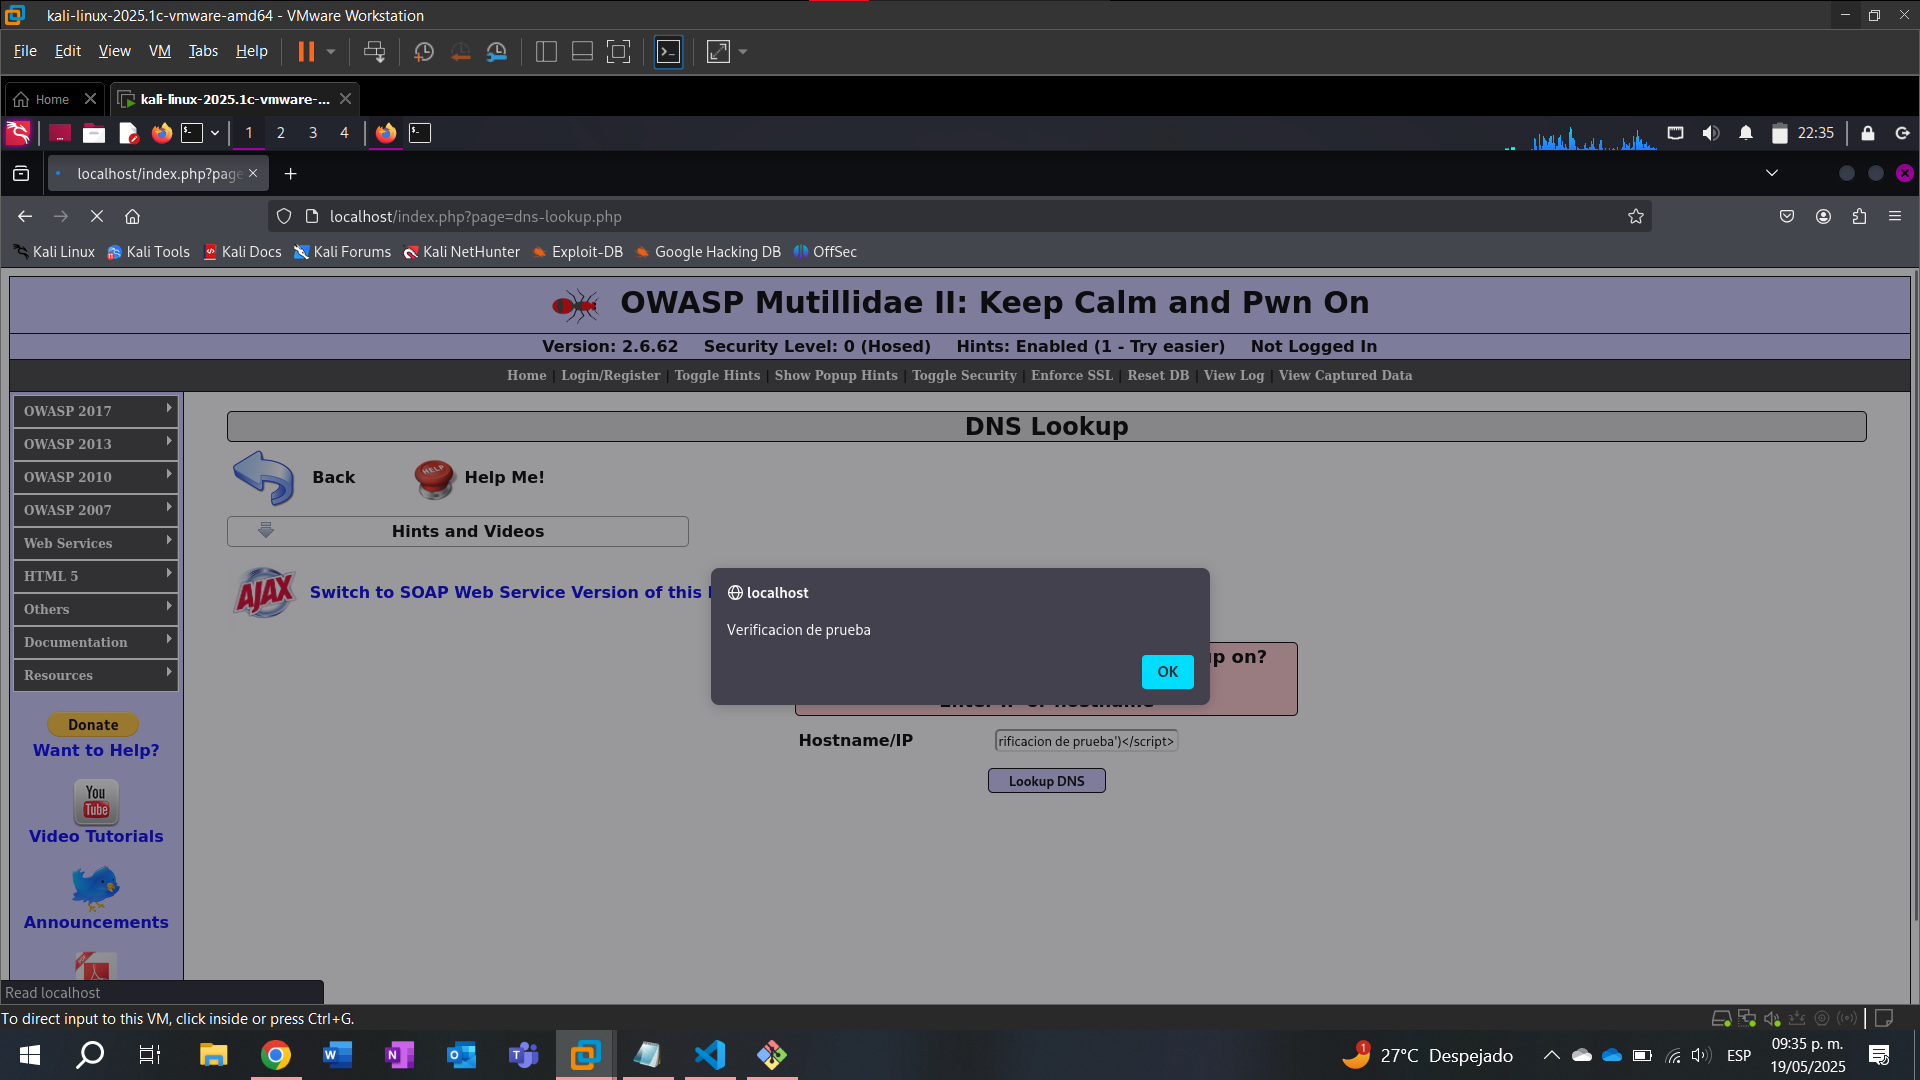 kali-linux-2025.1c-vmware-amd64 - VMware Workstation
File Edit View VM Tabs Help
Home kali-linux-2025.1c-vmware-...
1 2 3 4 22:35
localhost/index.php?page
localhost/index.php?page=dns-lookup.php
Kali Linux Kali Tools Kali Docs Kali Forums Kali NetHunter Exploit-DB Google Hacking DB OffSec
OWASP Mutillidae II: Keep Calm and Pwn On
Version: 2.6.62 Security Level: 0 (Hosed) Hints: Enabled (1 - Try easier) Not Logged In
Home | Login/Register | Toggle Hints | Show Popup Hints | Toggle Security | Enforce SSL | Reset DB | View Log | View Captured Data
OWASP 2017
OWASP 2013
OWASP 2010
OWASP 2007
Web Services
HTML 5
Others
Documentation
Resources
Donate
Want to Help?
You Tube
Video Tutorials
Announcements
DNS Lookup
Back HELP Help Me!
Hints and Videos
AJAX Switch to SOAP Web Service Version of this
localhost
Verificacion de prueba
OK
up on?
Hostname/IP rificacion de prueba')</script>
Lookup DNS
Read localhost
To direct input to this VM, click inside or press Ctrl+G.
1 27°C Despejado ESP 09:35 p. m.
19/05/2025